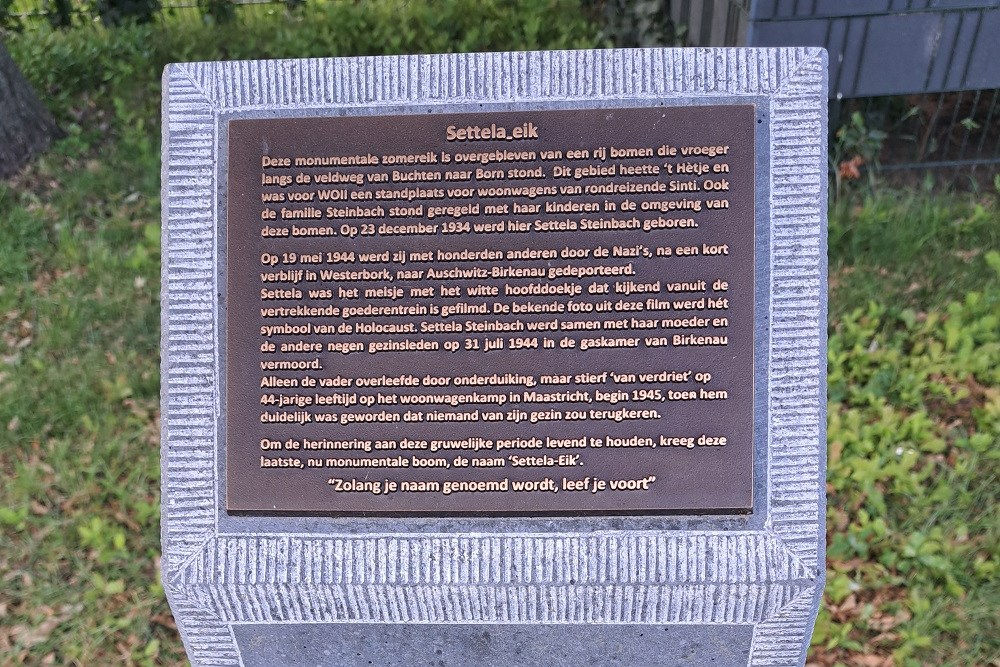 Settela_eik
Deze monumentale zomereik is overgebleven van een rij bomen die vroeger
langs de veldweg van Buchten naar Born stond. Dit gebied heette ‘t Hètje en
was voor WOII een standplaats voor woonwagens van rondreizende Sinti. Ook
de famille Steinbach stond geregeld met haar kinderen in de omgeving van
deze bomen. Op 23 december 1934 werd hier Settela Steinbach geboren.
Op 19 mei 1944 werd zij met honderden anderen door de Nazi’s, na een kort
verblijf in Westerbork, naar Auschwitz-Birkenau gedeporteerd.
Settela was het meisje met het witte hoofddoekje dat kijkend vanuit de
vertrekkende goederentrein is gefilmd. De bekende foto uit deze film werd hét
symbool van de Holocaust. Settela Steinbach werd samen met haar moeder en
de andere negen gezinsleden op 31 juli 1944 in de gaskamer van Birkenau
vermoord.
Alleen de vader overleefde door onderduiking, maar stierf ‘van verdriet’ op
44-jarige leeftijd op het woonwagenkamp in Maastricht, begin 1945, toen hem
duidelijk was geworden dat niemand van zijn gezin zou terugkeren.
Om de herinnering aan deze gruwelijke periode levend te houden, kreeg deze
laatste, nu monumentale boom, de naam ‘Settela-Eik’.
“Zolang je naam genoemd wordt, leef je voort”